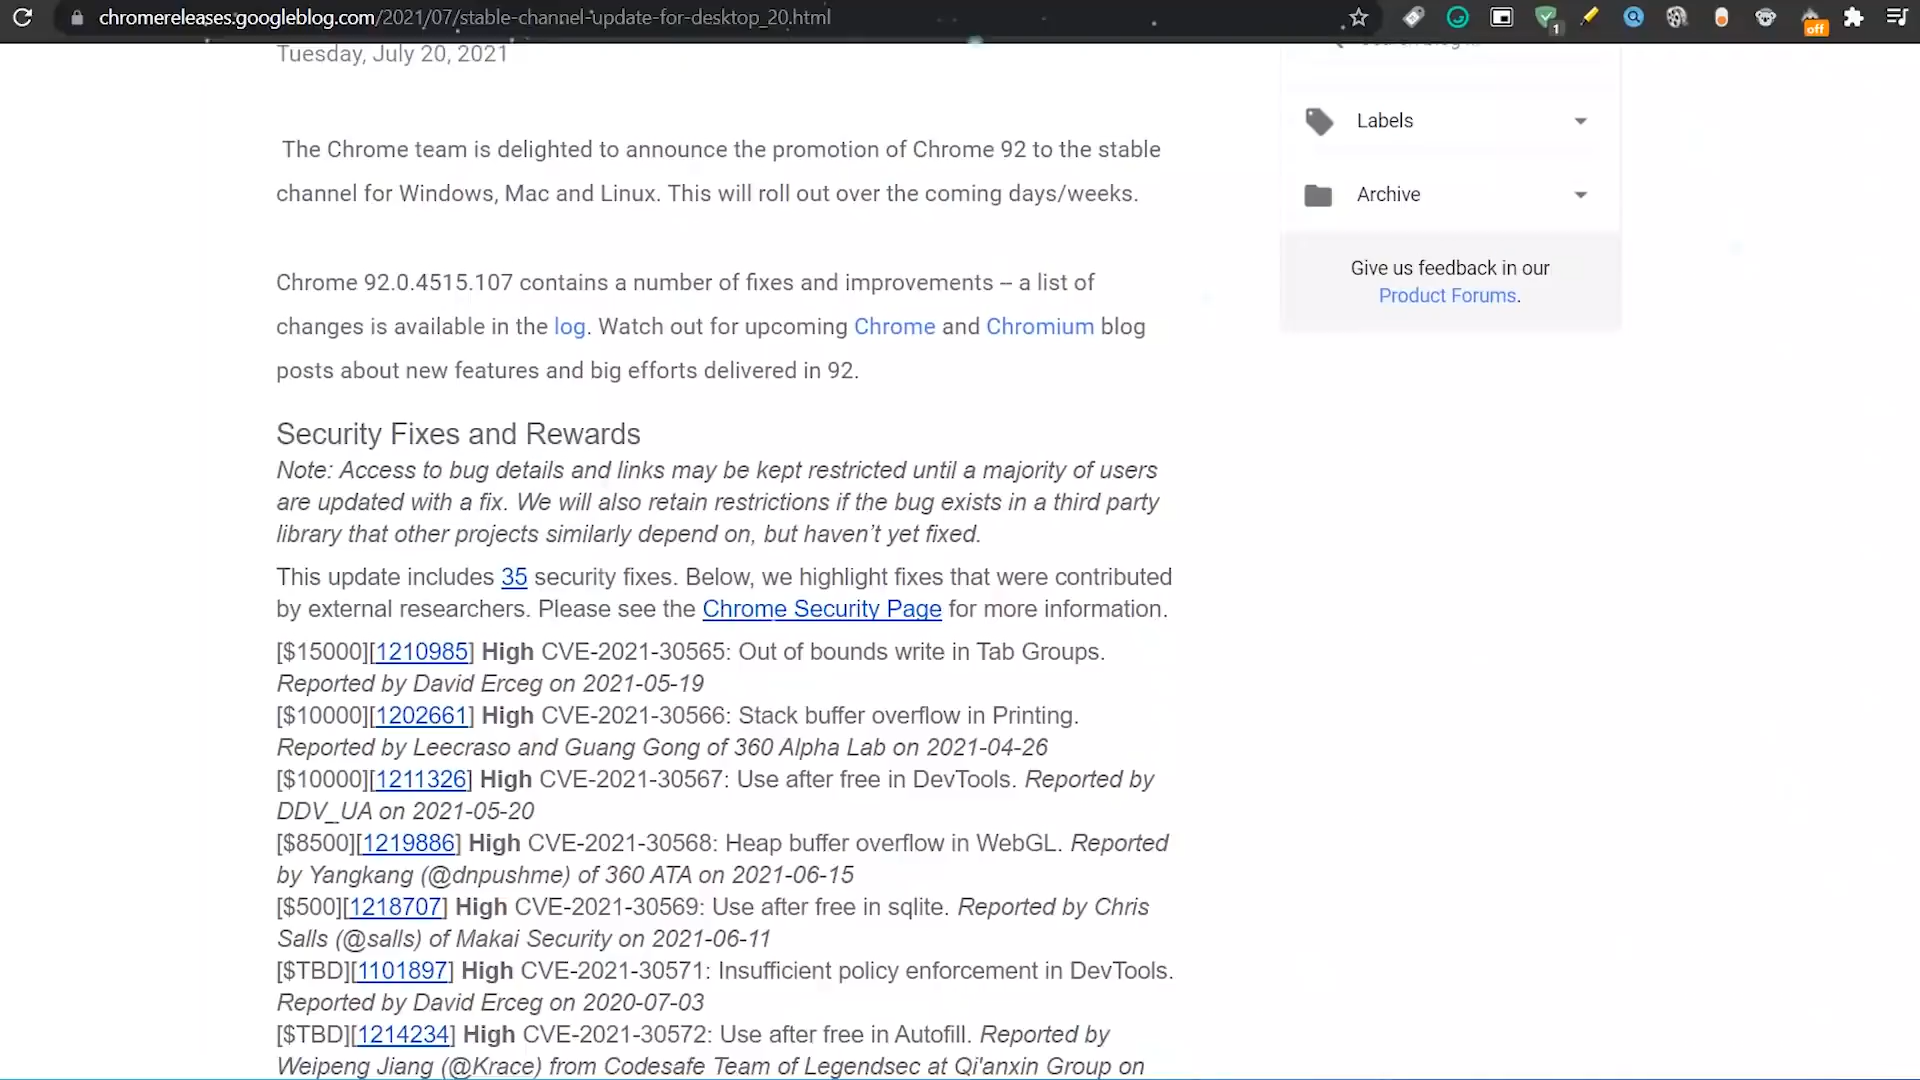 chromereleases.googleblog.com/2021/07/stable-channel-update-for-desktop_20.html
1
off
Tuesday, July 20, 2021
The Chrome team is delighted to announce the promotion of Chrome 92 to the stable
channel for Windows, Mac and Linux. This will roll out over the coming days/weeks.
Chrome 92.0.4515.107 contains a number of fixes and improvements – a list of
changes is available in the log. Watch out for upcoming Chrome and Chromium blog
posts about new features and big efforts delivered in 92.
Security Fixes and Rewards
Note: Access to bug details and links may be kept restricted until a majority of users
are updated with a fix. We will also retain restrictions if the bug exists in a third party
library that other projects similarly depend on, but haven’t yet fixed.
This update includes 35 security fixes. Below, we highlight fixes that were contributed
by external researchers. Please see the Chrome Security Page for more information.
[$15000][1210985] High CVE-2021-30565: Out of bounds write in Tab Groups.
Reported by David Erceg on 2021-05-19
[$10000][1202661] High CVE-2021-30566: Stack buffer overflow in Printing.
Reported by Leecraso and Guang Gong of 360 Alpha Lab on 2021-04-26
[$10000][1211326] High CVE-2021-30567: Use after free in DevTools. Reported by
DDV_UA on 2021-05-20
[$8500][1219886] High CVE-2021-30568: Heap buffer overflow in WebGL. Reported
by Yangkang (@dnpushme) of 360 ATA on 2021-06-15
[$500][1218707] High CVE-2021-30569: Use after free in sqlite. Reported by Chris
Salls (@salls) of Makai Security on 2021-06-11
[$TBD][1101897] High CVE-2021-30571: Insufficient policy enforcement in DevTools.
Reported by David Erceg on 2020-07-03
[$TBD][1214234] High CVE-2021-30572: Use after free in Autofill. Reported by
Weipeng Jiang (@Krace) from Codesafe Team of Legendsec at Qi'anxin Group on
Labels
Archive
Give us feedback in our
Product Forums.